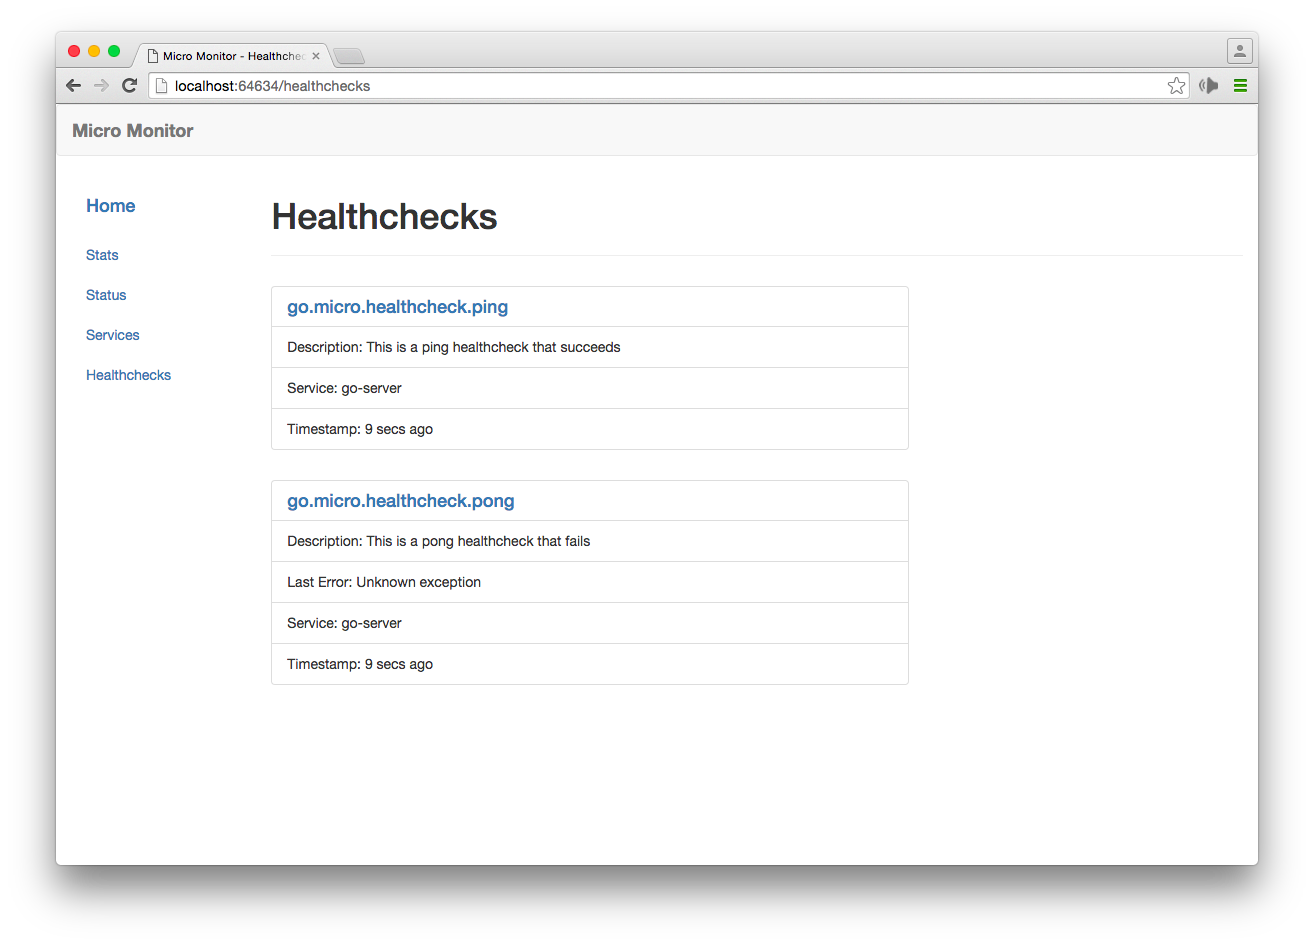 Micro Monitor - Healthchec
localhost:64634/healthchecks
Micro Monitor
Home
Stats
Status
Services
Healthchecks
Healthchecks
go.micro.healthcheck.ping
Description: This is a ping healthcheck that succeeds
Service: go-server
Timestamp: 9 secs ago
go.micro.healthcheck.pong
Description: This is a pong healthcheck that fails
Last Error: Unknown exception
Service: go-server
Timestamp: 9 secs ago